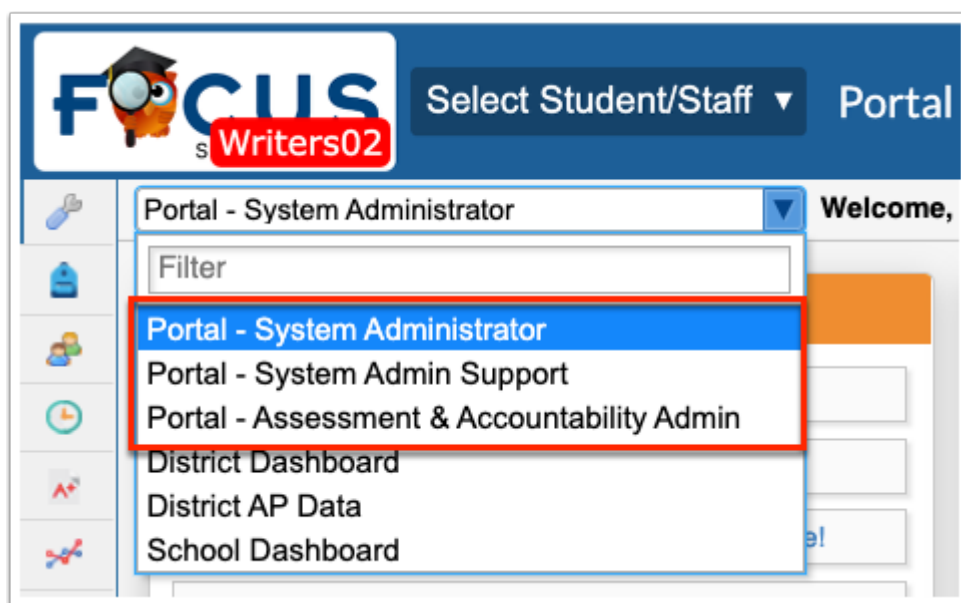 FOCUS
S
Writers02
Select Student/Staff ▼
Portal
Portal - System Administrator
Welcome,
Filter
Portal - System Administrator
Portal - System Admin Support
Portal - Assessment & Accountability Admin
District Dashboard
District AP Data
School Dashboard
e!
A+